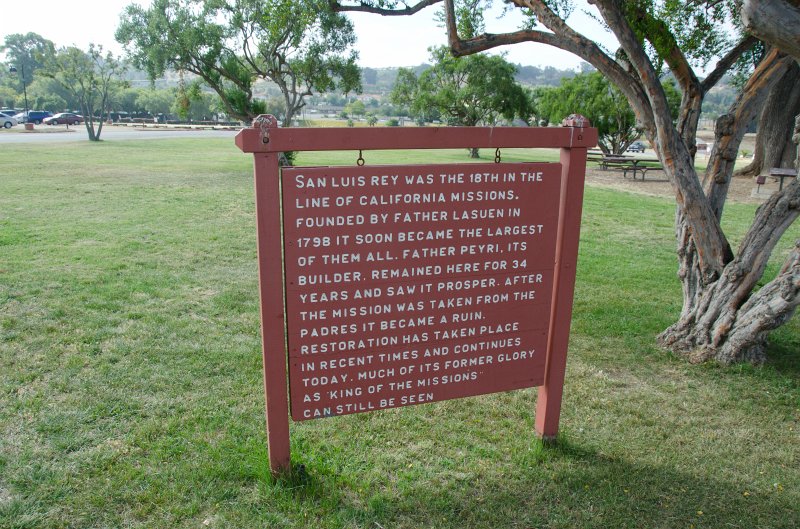 SAN LUIS REY WAS THE 18TH IN THE
LINE OF CALIFORNIA MISSIONS.
FOUNDED BY FATHER LASUEN IN
1798 IT SOON BECAME THE LARGEST
OF THEM ALL. FATHER PEYRI, ITS
BUILDER, REMAINED HERE FOR 34
YEARS AND SAW IT PROSPER. AFTER
THE MISSION WAS TAKEN FROM THE
PADRES IT BECAME A RUIN.
RESTORATION HAS TAKEN PLACE
IN RECENT TIMES AND CONTINUES
TODAY. MUCH OF ITS FORMER GLORY
AS "KING OF THE MISSIONS"
CAN STILL BE SEEN